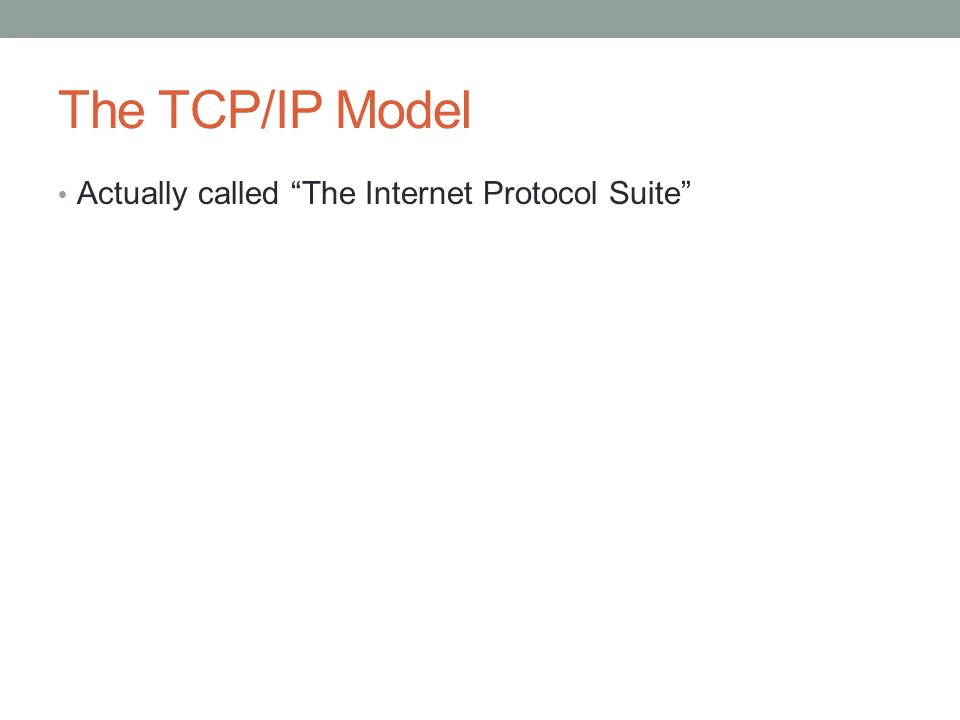 The TCP/IP Model
• Actually called “The Internet Protocol Suite”